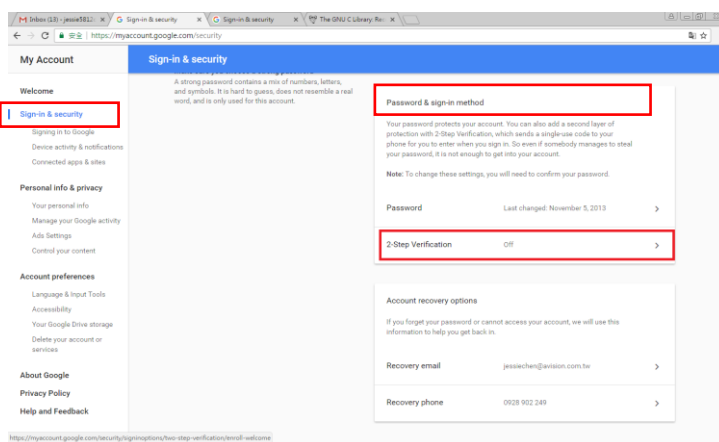 Inbox (13) - jessie5812
Sign-in & security
Sign-in & security
The GNU C Library: Re
安全 | https://myaccount.google.com/security
My Account
Sign-in & security
A strong password contains a mix of numbers, letters,
and symbols. It is hard to guess, does not resemble a real
word, and is only used for this account.
Welcome
Sign-in & security
Signing in to Google
Device activity & notifications
Connected apps & sites
Personal info & privacy
Your personal info
Manage your Google activity
Ads Settings
Control your content
Account preferences
Language & Input Tools
Accessibility
Your Google Drive storage
Delete your account or
services
About Google
Privacy Policy
Help and Feedback
Password & sign-in method
Your password protects your account. You can also add a second layer of
protection with 2-Step Verification, which sends a single-use code to your
phone for you to enter when you sign in. So even if somebody manages to steal
your password, it is not enough to get into your account.
Note: To change these settings, you will need to confirm your password.
Password Last changed: November 5, 2013
2-Step Verification Off
Account recovery options
If you forget your password or cannot access your account, we will use this
information to help you get back in.
Recovery email jessiechen@avision.com.tw
Recovery phone 0928 902 249
https://myaccount.google.com/security/signinoptions/two-step-verification/enroll-welcome